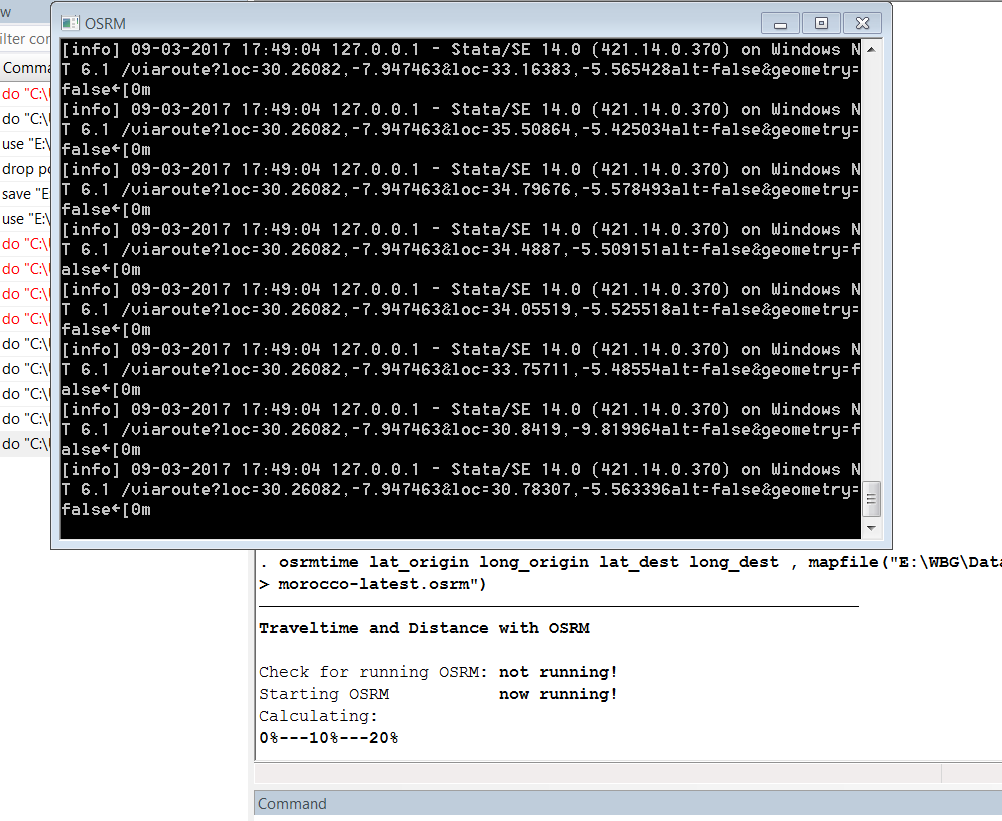 w
OSRM
ilter cor
Comma
do "C:\U
do "C:\U
use "E:\
drop po
save "E
use "E:\
do "C:\U
do "C:\U
do "C:\U
do "C:\U
do "C:\U
do "C:\U
do "C:\U
do "C:\U
do "C:\U
[info] 09-03-2017 17:49:04 127.0.0.1 - Stata/SE 14.0 (421.14.0.370) on Windows N
T 6.1 /viaroute?loc=30.26082,-7.947463&loc=33.16383,-5.565428alt=false&geometry=
false←[0m
[info] 09-03-2017 17:49:04 127.0.0.1 - Stata/SE 14.0 (421.14.0.370) on Windows N
T 6.1 /viaroute?loc=30.26082,-7.947463&loc=35.50864,-5.425034alt=false&geometry=
false←[0m
[info] 09-03-2017 17:49:04 127.0.0.1 - Stata/SE 14.0 (421.14.0.370) on Windows N
T 6.1 /viaroute?loc=30.26082,-7.947463&loc=34.79676,-5.578493alt=false&geometry=
false←[0m
[info] 09-03-2017 17:49:04 127.0.0.1 - Stata/SE 14.0 (421.14.0.370) on Windows N
T 6.1 /viaroute?loc=30.26082,-7.947463&loc=34.4887,-5.509151alt=false&geometry=f
alse←[0m
[info] 09-03-2017 17:49:04 127.0.0.1 - Stata/SE 14.0 (421.14.0.370) on Windows N
T 6.1 /viaroute?loc=30.26082,-7.947463&loc=34.05519,-5.525518alt=false&geometry=
false←[0m
[info] 09-03-2017 17:49:04 127.0.0.1 - Stata/SE 14.0 (421.14.0.370) on Windows N
T 6.1 /viaroute?loc=30.26082,-7.947463&loc=33.75711,-5.48554alt=false&geometry=f
alse←[0m
[info] 09-03-2017 17:49:04 127.0.0.1 - Stata/SE 14.0 (421.14.0.370) on Windows N
T 6.1 /viaroute?loc=30.26082,-7.947463&loc=30.8419,-9.819964alt=false&geometry=f
alse←[0m
[info] 09-03-2017 17:49:04 127.0.0.1 - Stata/SE 14.0 (421.14.0.370) on Windows N
T 6.1 /viaroute?loc=30.26082,-7.947463&loc=30.78307,-5.563396alt=false&geometry=
false←[0m
. osrmtime lat_origin long_origin lat_dest long_dest , mapfile("E:\WBG\Data
> morocco-latest.osrm")
Traveltime and Distance with OSRM
Check for running OSRM: not running!
Starting OSRM now running!
Calculating:
0%---10%---20%
Command